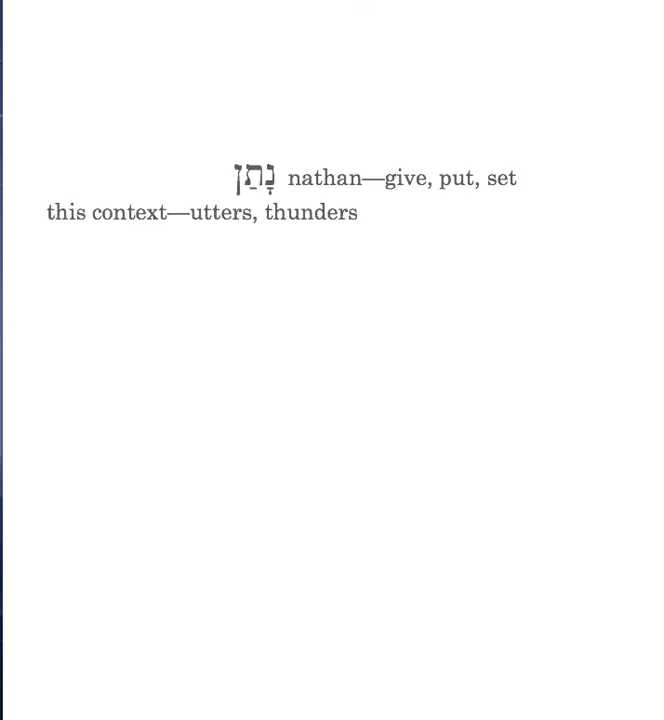 נָתַן nathan—give, put, set
this context—utters, thunders